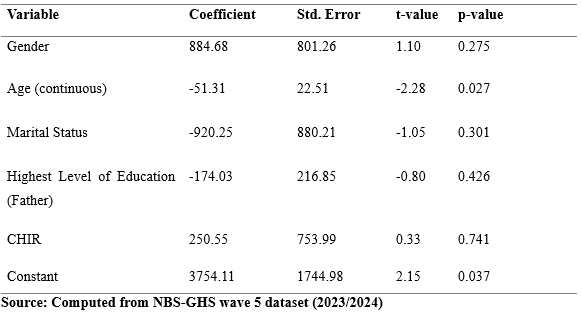 Variable Coefficient Std. Error t-value p-value
Gender 884.68 801.26 1.10 0.275
Age (continuous) -51.31 22.51 -2.28 0.027
Marital Status -920.25 880.21 -1.05 0.301
Highest Level of Education -174.03 216.85 -0.80 0.426
(Father)
CHIR 250.55 753.99 0.33 0.741
Constant 3754.11 1744.98 2.15 0.037
Source: Computed from NBS-GHS wave 5 dataset (2023/2024)